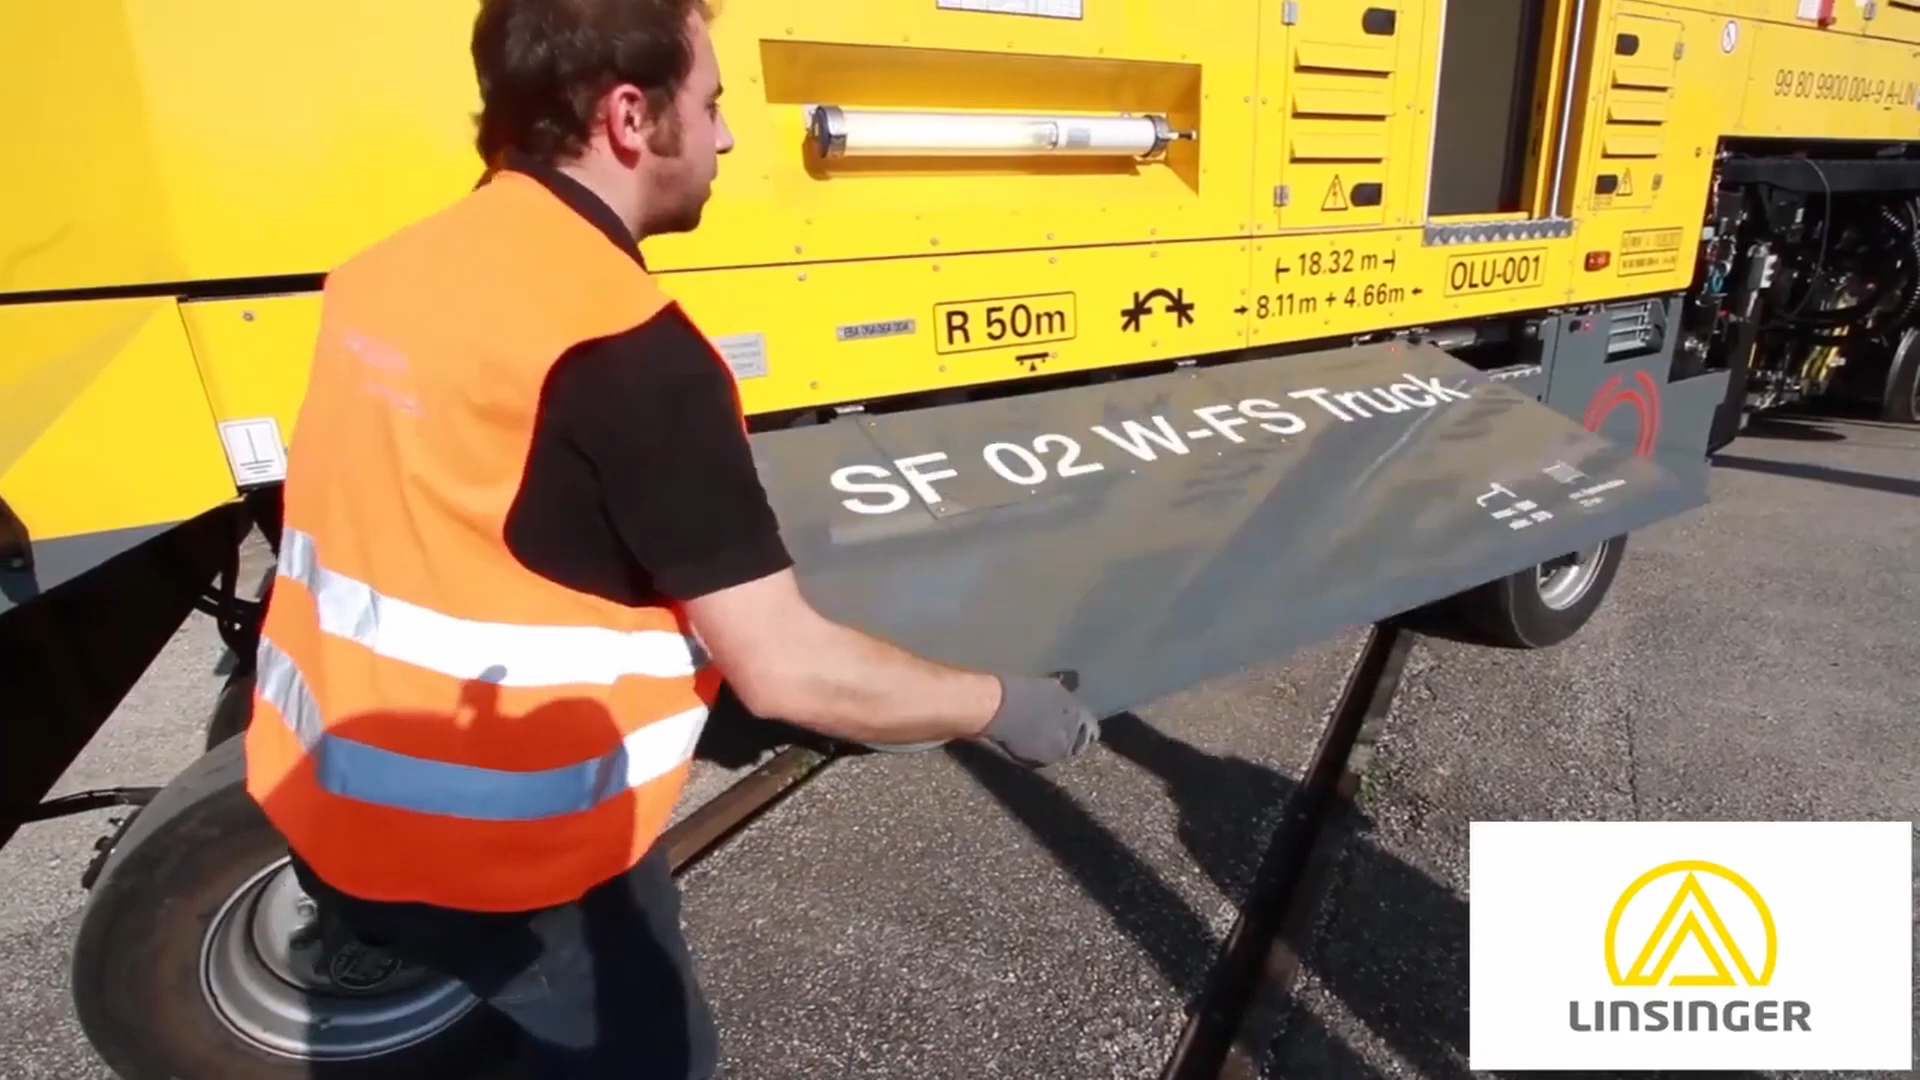 99 80 9900 004-9 A-LIN
18.32 m
8.11m + 4.66m
OLU-001
R 50m
SF 02 W-FS Truck
LINSINGER